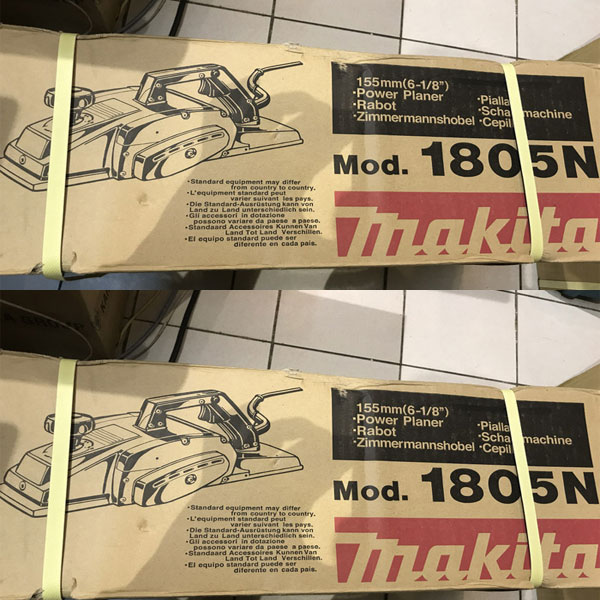 155mm(6-1/8")
·Power Planer
·Rabot
·Zimmermannshobel
·Pialla
·Scha machine
·Cepil
Mod. 1805N
makita
·Standard equipment may differ
from country to country.
·L'equipment standard peut
varier suivant les pays.
·Die Standard-Ausrüstung kann von
Land zu Land unterschiedlich sein.
·Gli accessori in dotazione
possono variare da paese a paese.
·Standaard Accessoires Kunnen Van
Land Tot Land Verschillen.
·El equipo standard puede ser
diferente en cada pais.
155mm(6-1/8")
·Power Planer
·Rabot
·Zimmermannshobel
·Pialla
·Scha machine
·Cepil
Mod. 1805N
makita
·Standard equipment may differ
from country to country.
·L'equipment standard peut
varier suivant les pays.
·Die Standard-Ausrüstung kann von
Land zu Land unterschiedlich sein.
·Gli accessori in dotazione
possono variare da paese a paese.
·Standaard Accessoires Kunnen Van
Land Tot Land Verschillen.
·El equipo standard puede ser
diferente en cada pais.